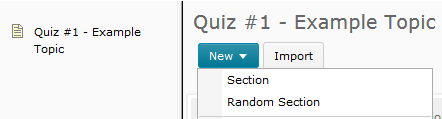 Quiz #1 - Example
Topic
Quiz #1 - Example Topic
New
Import
Section
Random Section